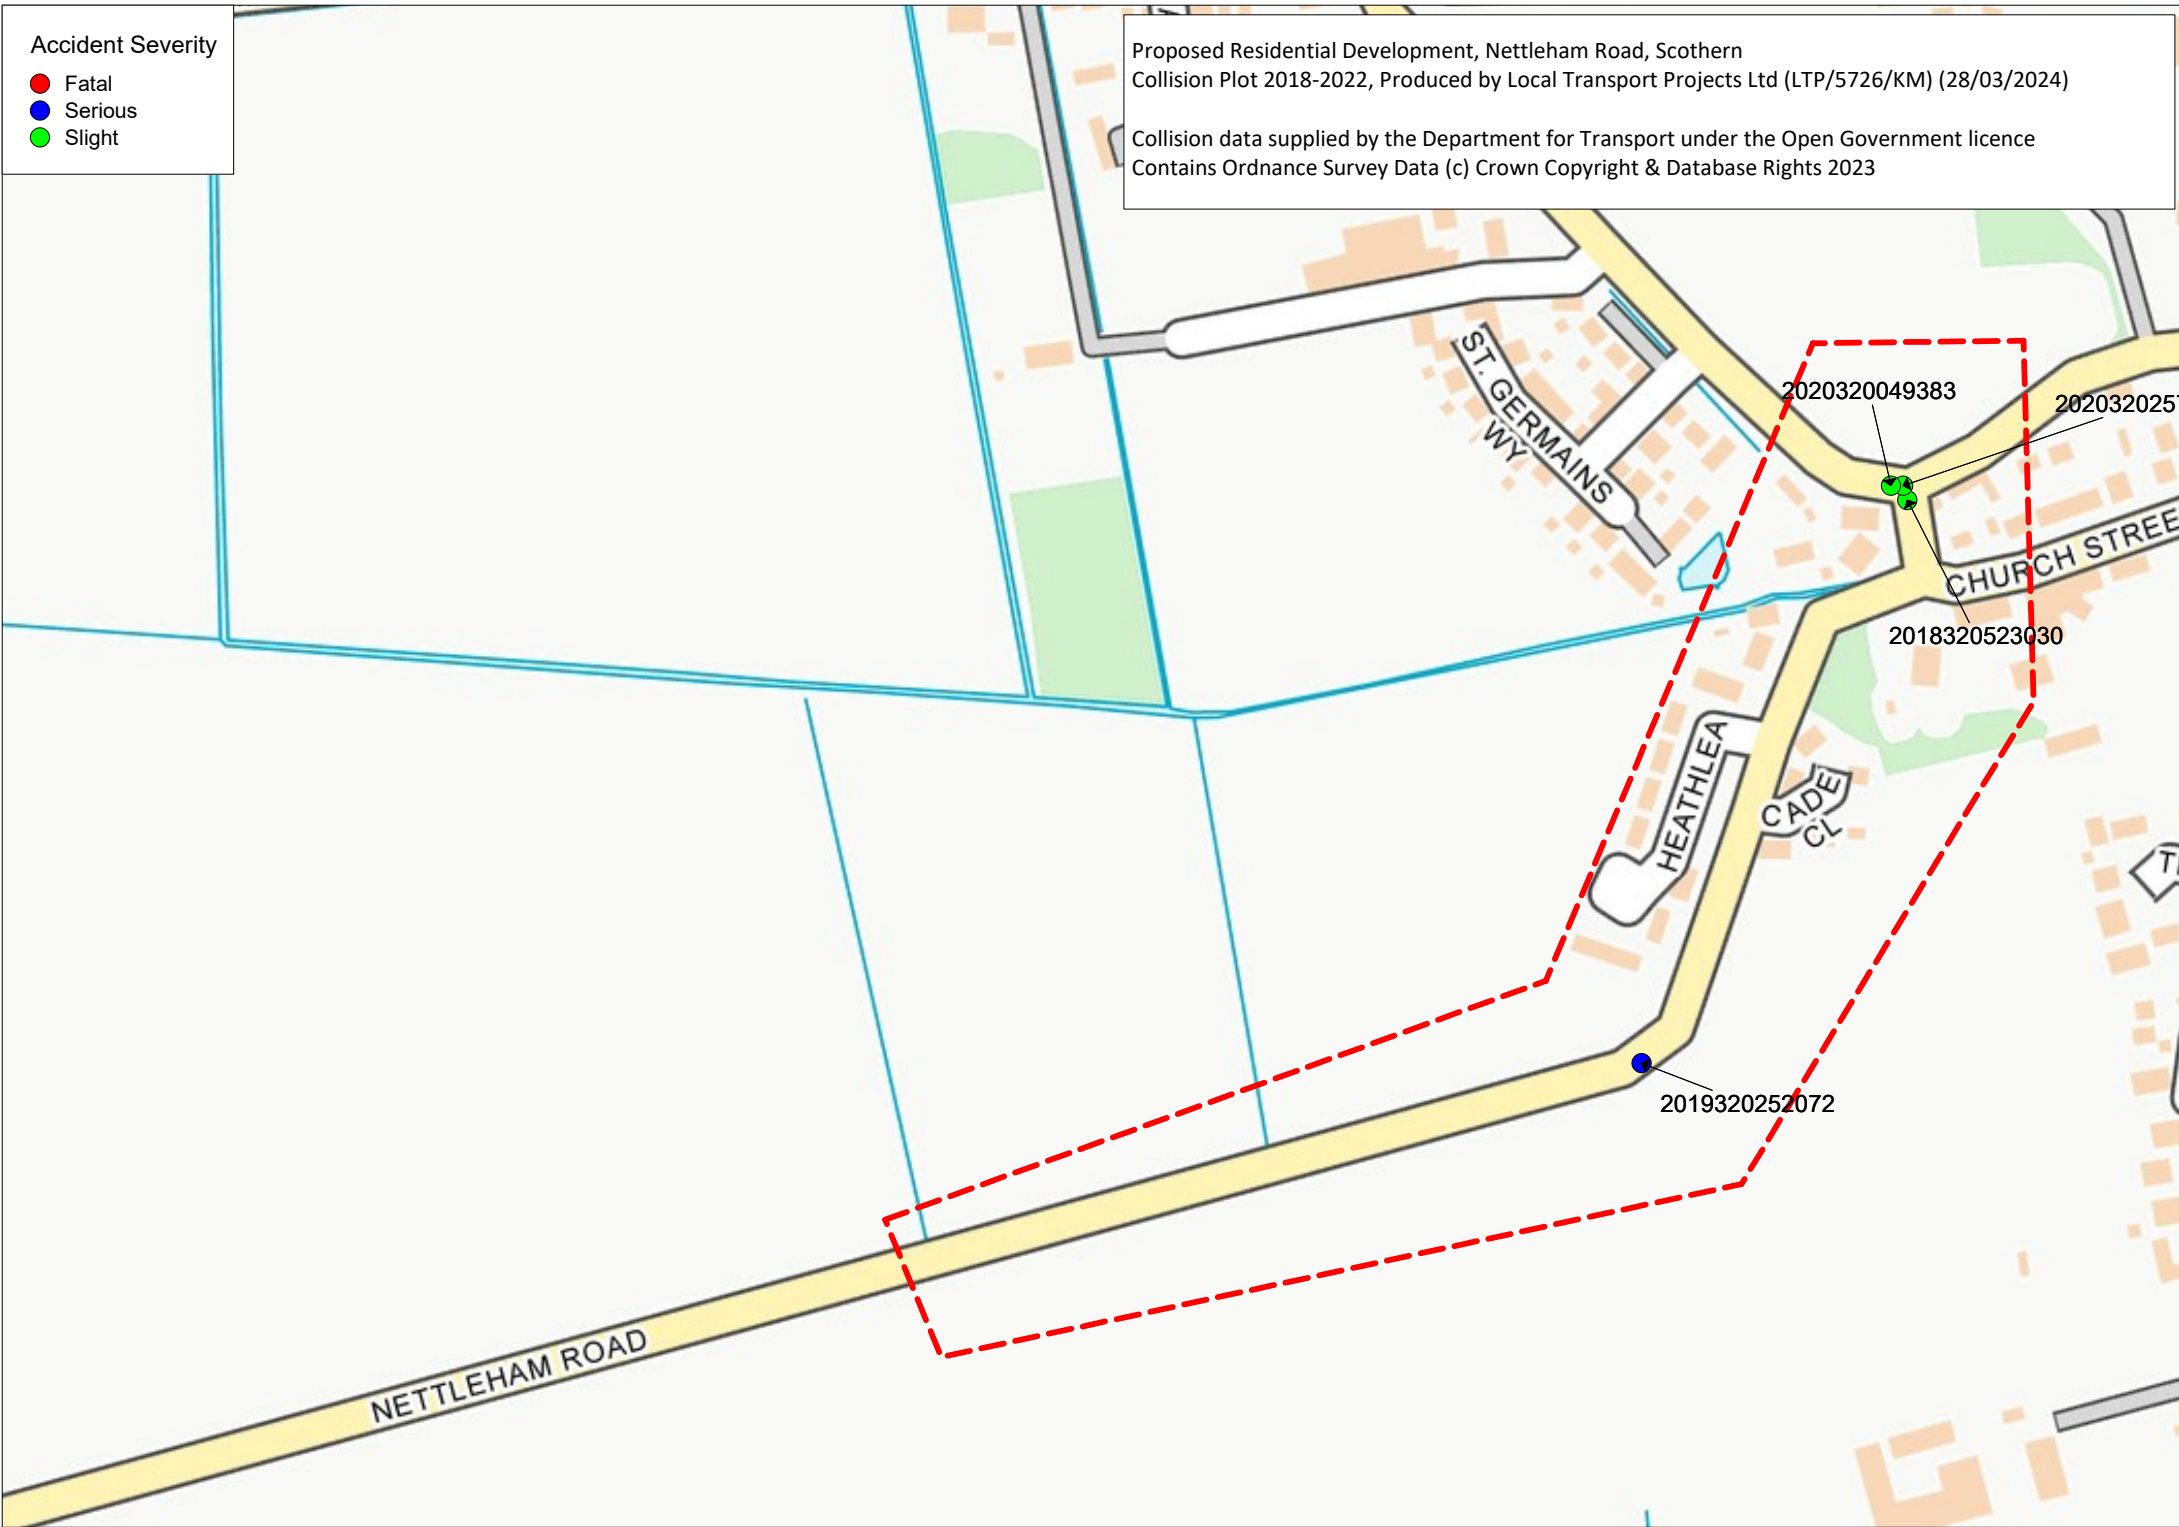 Accident Severity
Fatal
Serious
Slight
Proposed Residential Development, Nettleham Road, Scothern
Collision Plot 2018-2022, Produced by Local Transport Projects Ltd (LTP/5726/KM) (28/03/2024)
Collision data supplied by the Department for Transport under the Open Government licence
Contains Ordnance Survey Data (c) Crown Copyright & Database Rights 2023
ST. GERMAINS
WY
2020320049383
202032025
CHURCH STREE
2018320523030
HEATHLEA
CADE
CL
2019320252072
NETTLEHAM ROAD